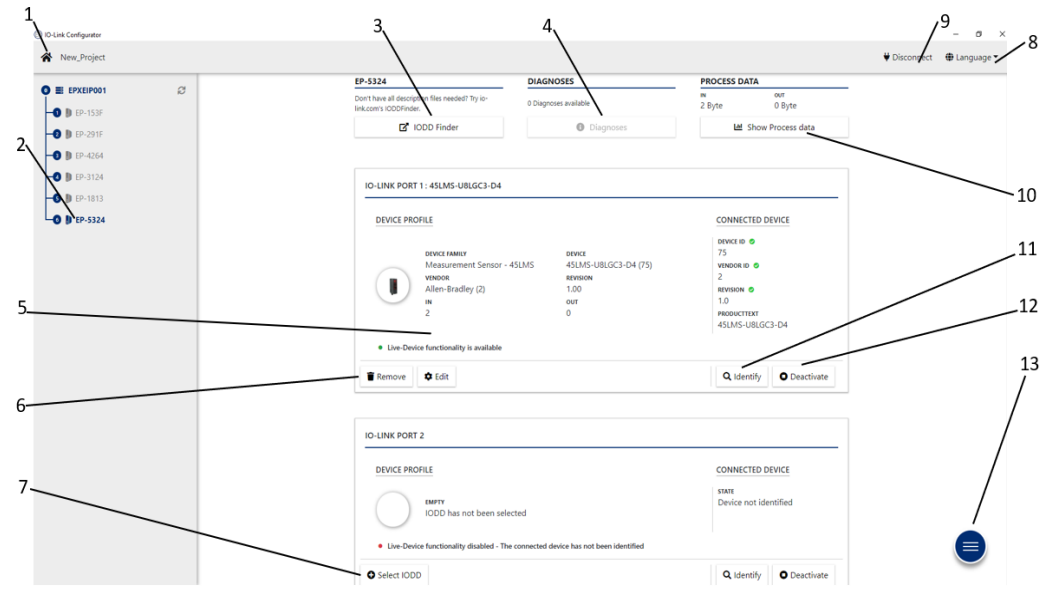 1
2
3
4
5
6
7
8
9
10
11
12
13
IO-Link Configurator
New_Project
Disconnect
Language
0 EPXEIP001
1 EP-153F
2 EP-291F
3 EP-4264
4 EP-3124
5 EP-1813
6 EP-5324
EP-5324
Don't have all description files needed? Try io-
link.com's IODDFinder.
IODD Finder
DIAGNOSES
0 Diagnoses available
Diagnoses
PROCESS DATA
IN OUT
2 Byte 0 Byte
Show Process data
IO-LINK PORT 1 : 45LMS-U8LGC3-D4
DEVICE PROFILE
DEVICE FAMILY
Measurement Sensor - 45LMS
VENDOR
Allen-Bradley (2)
IN
2
DEVICE
45LMS-U8LGC3-D4 (75)
REVISION
1.00
OUT
0
CONNECTED DEVICE
DEVICE ID
75
VENDOR ID
2
REVISION
1.0
PRODUCTTEXT
45LMS-U8LGC3-D4
Live-Device functionality is available
Remove Edit Identify Deactivate
IO-LINK PORT 2
DEVICE PROFILE
EMPTY
IODD has not been selected
CONNECTED DEVICE
STATE
Device not identified
Live-Device functionality disabled - The connected device has not been identified
Select IODD Identify Deactivate